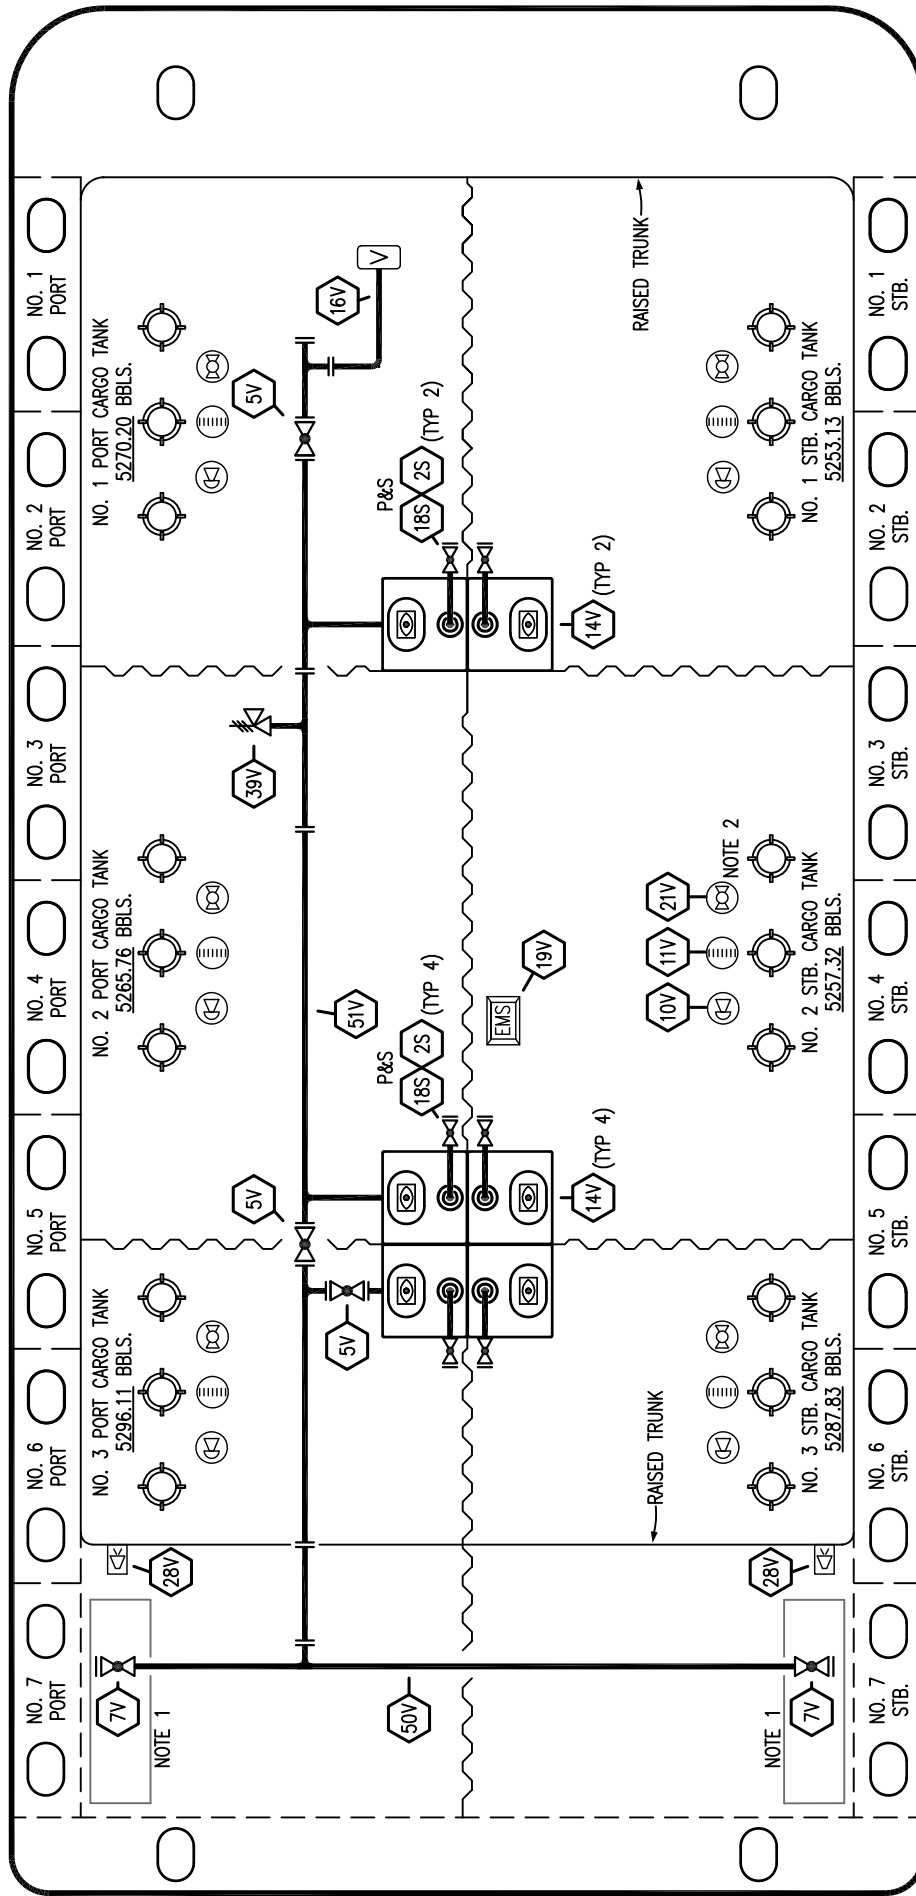 NO. 1
PORT
NO. 2
PORT
NO. 3
PORT
NO. 4
PORT
NO. 5
PORT
NO. 6
PORT
NO. 7
PORT
NO. 1 PORT CARGO TANK
5270.20 BBLS.
NO. 2 PORT CARGO TANK
5265.76 BBLS.
NO. 3 PORT CARGO TANK
5296.11 BBLS.
28V
7V
NOTE 1
5V
39V
5V
16V
V
51V
5V
P&S
18S 2S (TYP 2)
P&S
18S 2S (TYP 4)
50V
EMS
19V
14V (TYP 2)
14V (TYP 4)
RAISED TRUNK
RAISED TRUNK
10V
11V
21V
NOTE 2
28V
NOTE 1
7V
NO. 1 STB. CARGO TANK
5253.13 BBLS.
NO. 2 STB. CARGO TANK
5257.32 BBLS.
NO. 3 STB. CARGO TANK
5287.83 BBLS.
NO. 1
STB.
NO. 2
STB.
NO. 3
STB.
NO. 4
STB.
NO. 5
STB.
NO. 6
STB.
NO. 7
STB.